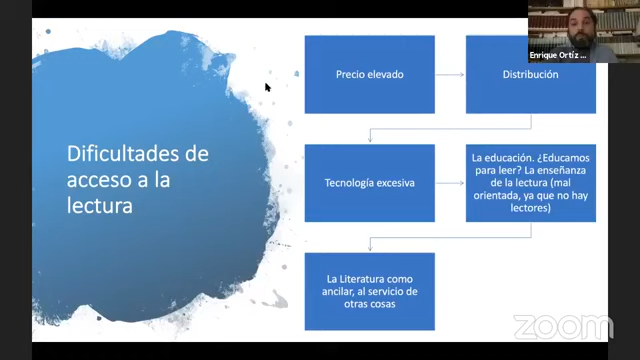 Enrique Ortíz ...
Dificultades de
acceso a la
lectura
Precio elevado
Distribución
Tecnología excesiva
La educación. ¿Educamos
para leer? La enseñanza
de la lectura (mal
orientada, ya que no hay
lectores)
La Literatura como
ancilar, al servicio de
otras cosas
zoom